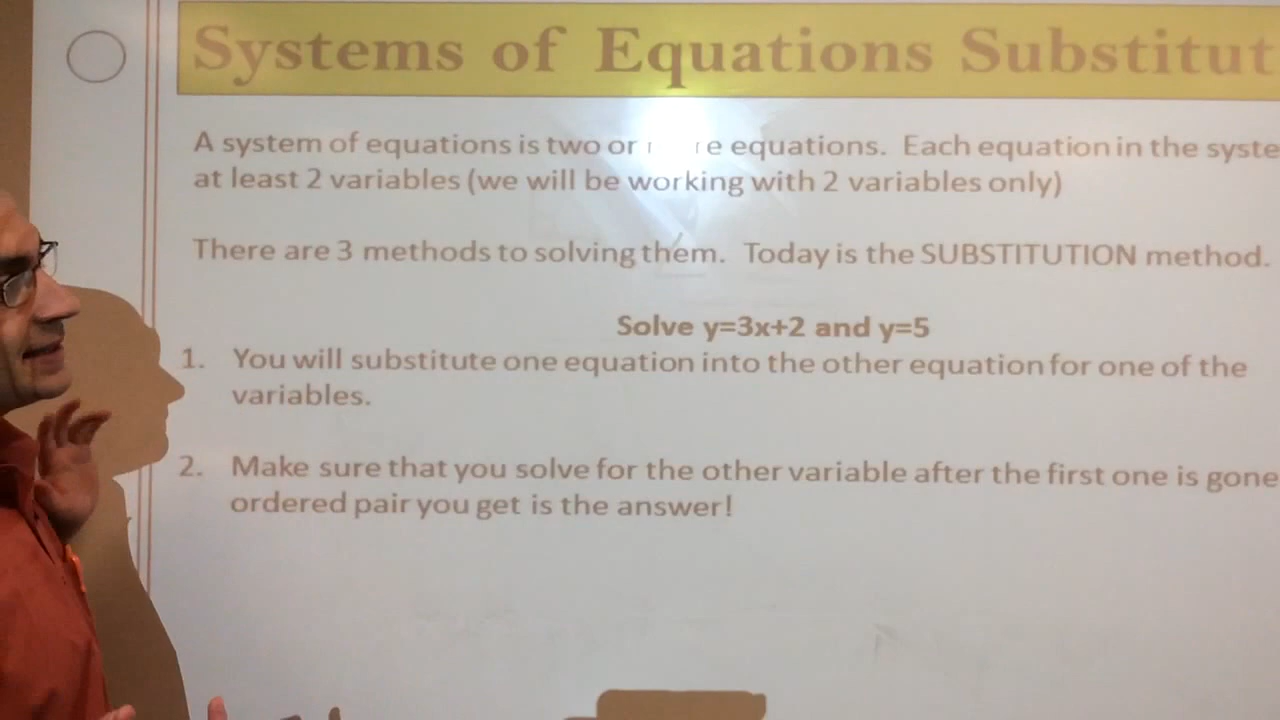 Systems of Equations Substitut
A system of equations is two or equations. Each equation in the syste
at least 2 variables (we will be working with 2 variables only)
There are 3 methods to solving them. Today is the SUBSTITUTION method.
Solve y=3x+2 and y=5
1. You will substitute one equation into the other equation for one of the
variables.
2. Make sure that you solve for the other variable after the first one is gone
ordered pair you get is the answer!